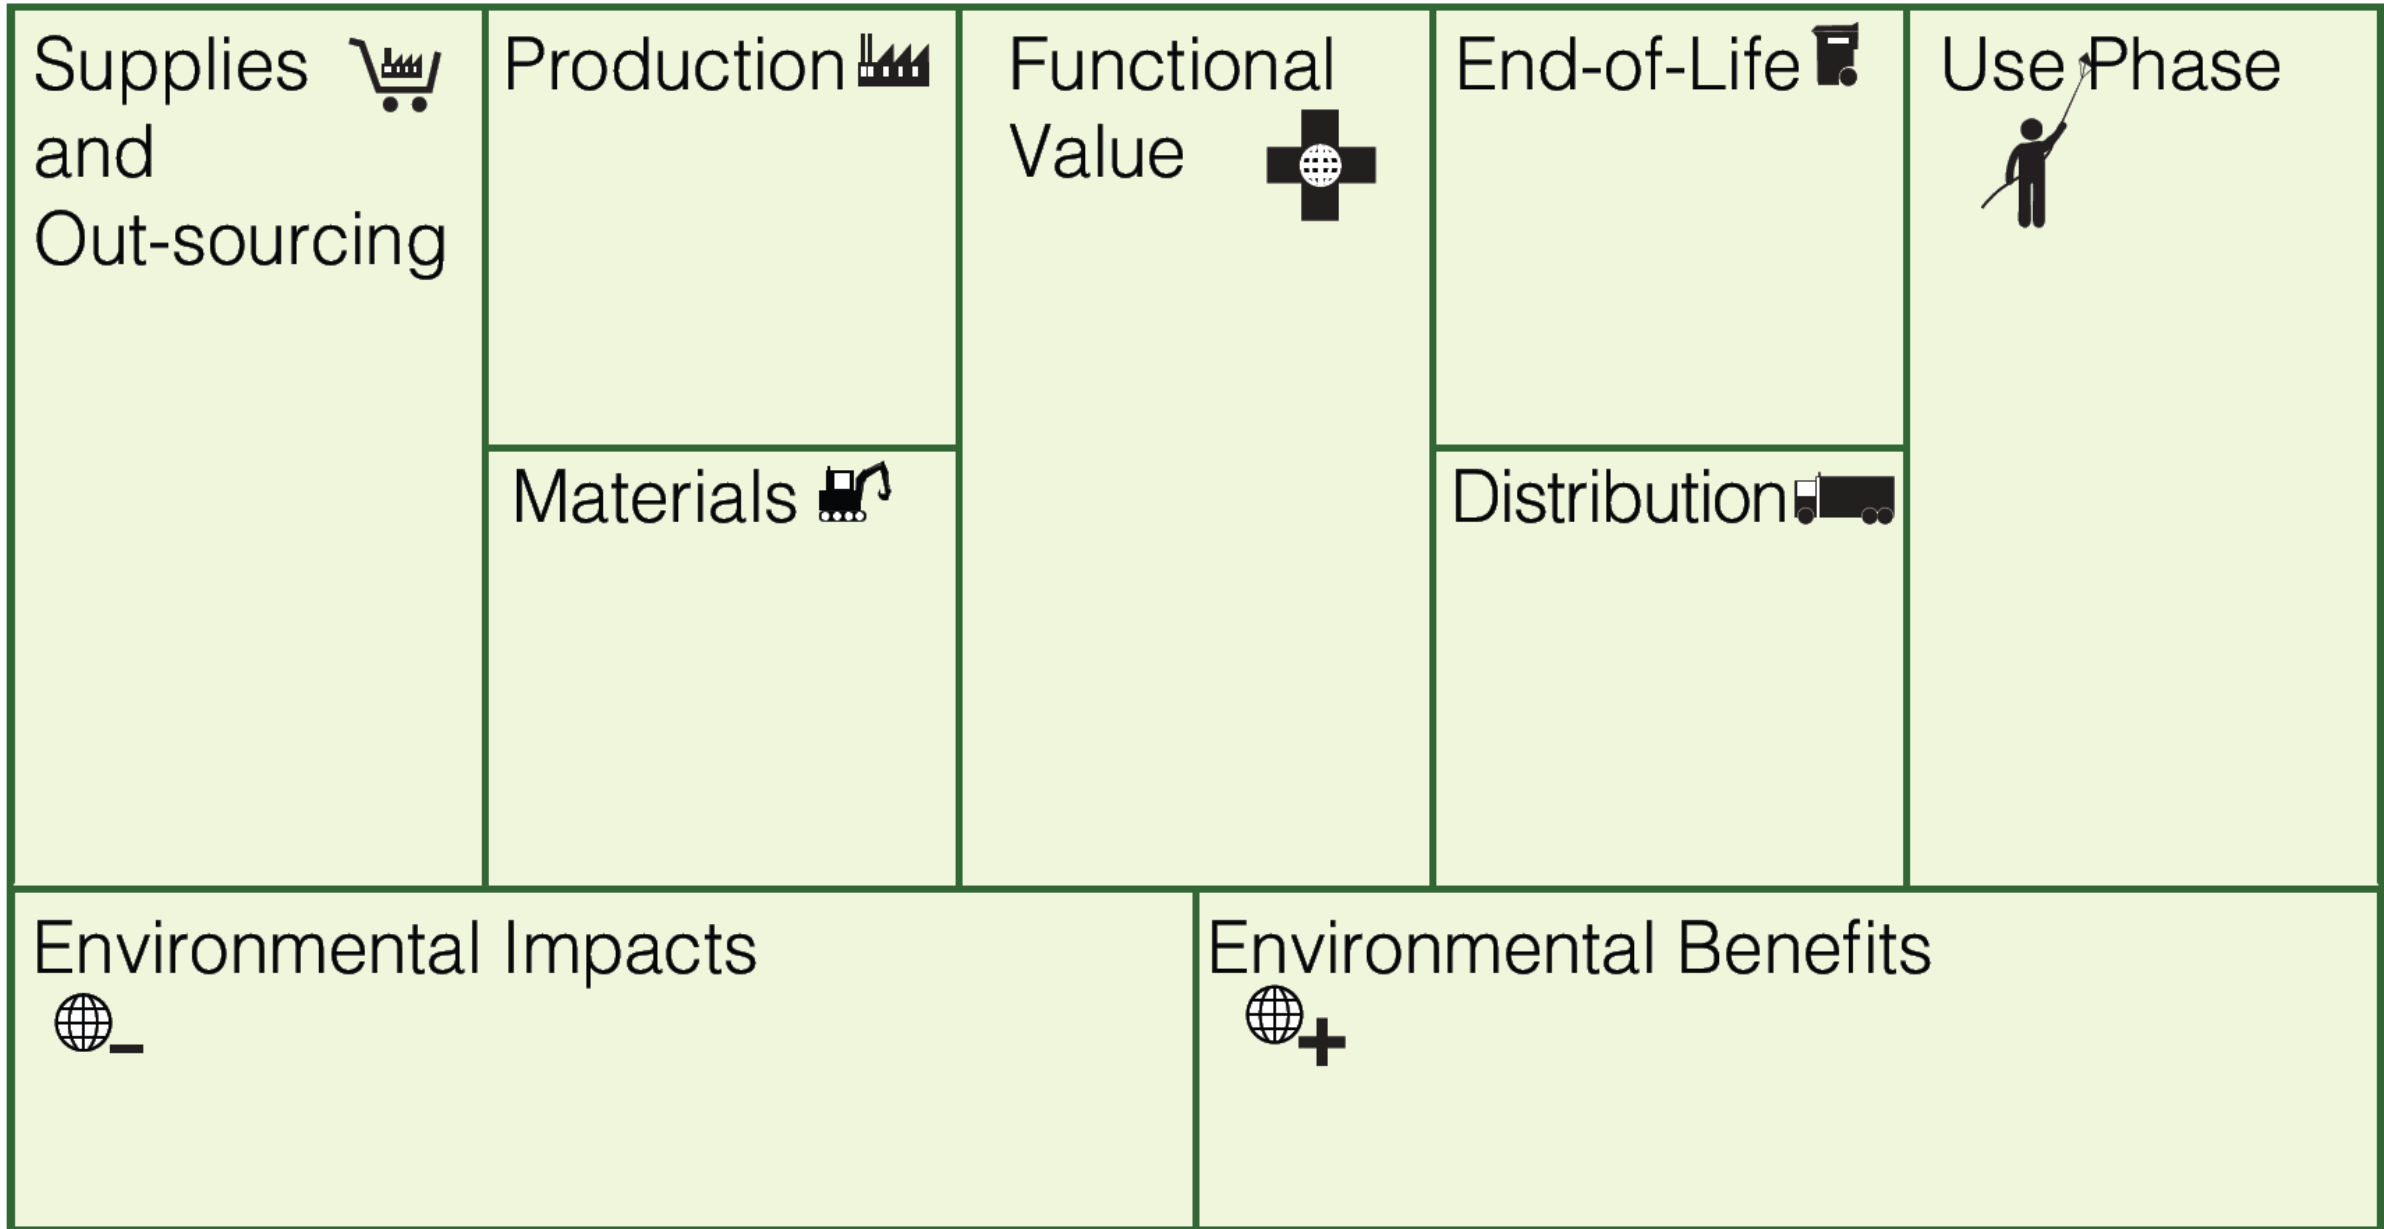 Supplies
and
Out-sourcing
Production
Materials
Functional
Value
End-of-Life
Distribution
Use Phase
Environmental Impacts
Environmental Benefits